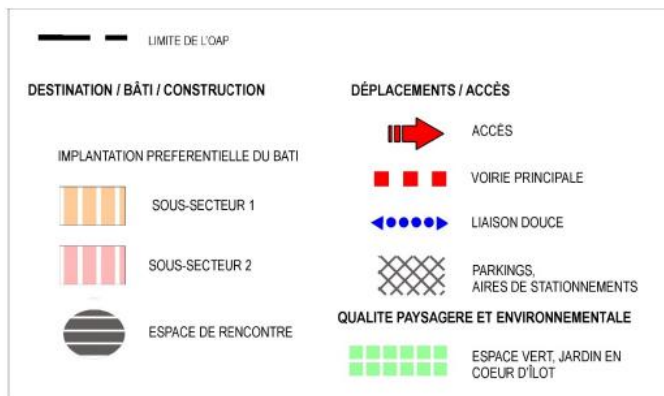 LIMITE DE L'OAP
DESTINATION / BÂTI / CONSTRUCTION
IMPLANTATION PREFERENTIELLE DU BATI
SOUS-SECTEUR 1
SOUS-SECTEUR 2
ESPACE DE RENCONTRE
DÉPLACEMENTS / ACCÈS
ACCÈS
VOIRIE PRINCIPALE
LIAISON DOUCE
PARKINGS,
AIRES DE STATIONNEMENTS
QUALITE PAYSAGERE ET ENVIRONNEMENTALE
ESPACE VERT, JARDIN EN
COEUR D'ÎLOT